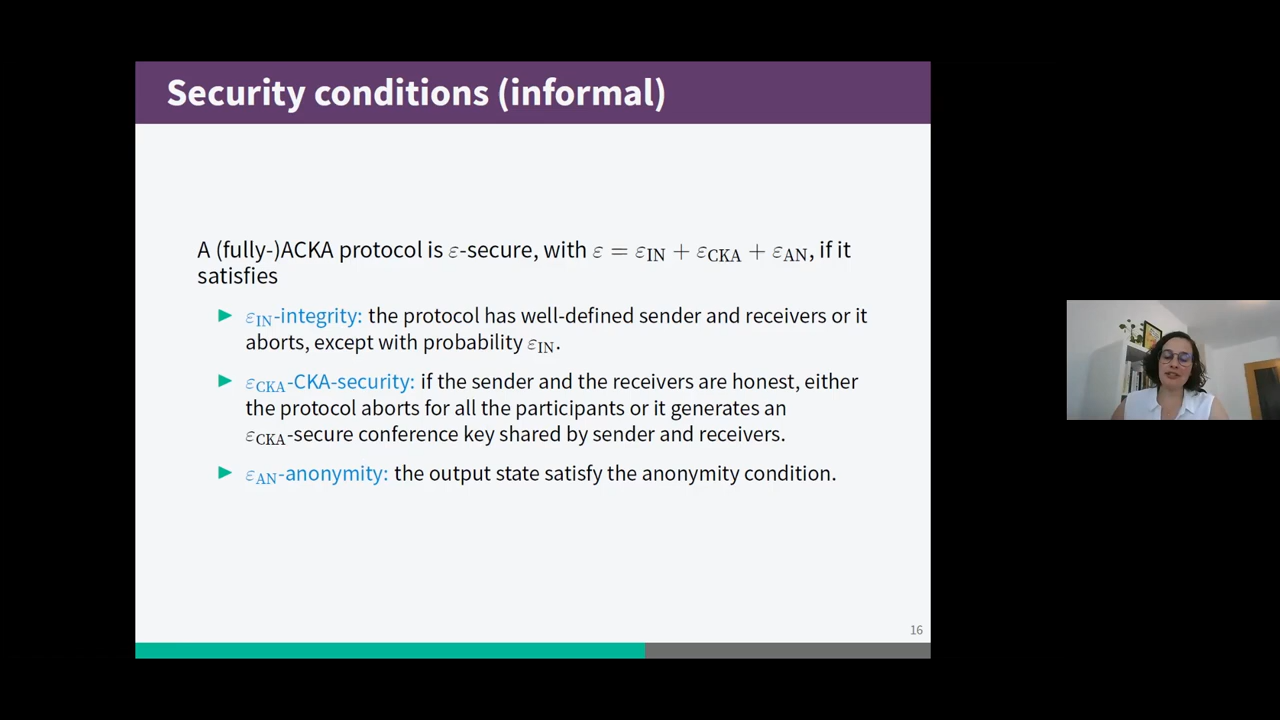 Security conditions (informal)
A (fully-)ACKA protocol is ε-secure, with ε = ε_IN + ε_CKA + ε_AN, if it
satisfies
▶ ε_IN-integrity: the protocol has well-defined sender and receivers or it
aborts, except with probability ε_IN.
▶ ε_CKA-CKA-security: if the sender and the receivers are honest, either
the protocol aborts for all the participants or it generates an
ε_CKA-secure conference key shared by sender and receivers.
▶ ε_AN-anonymity: the output state satisfy the anonymity condition.
16